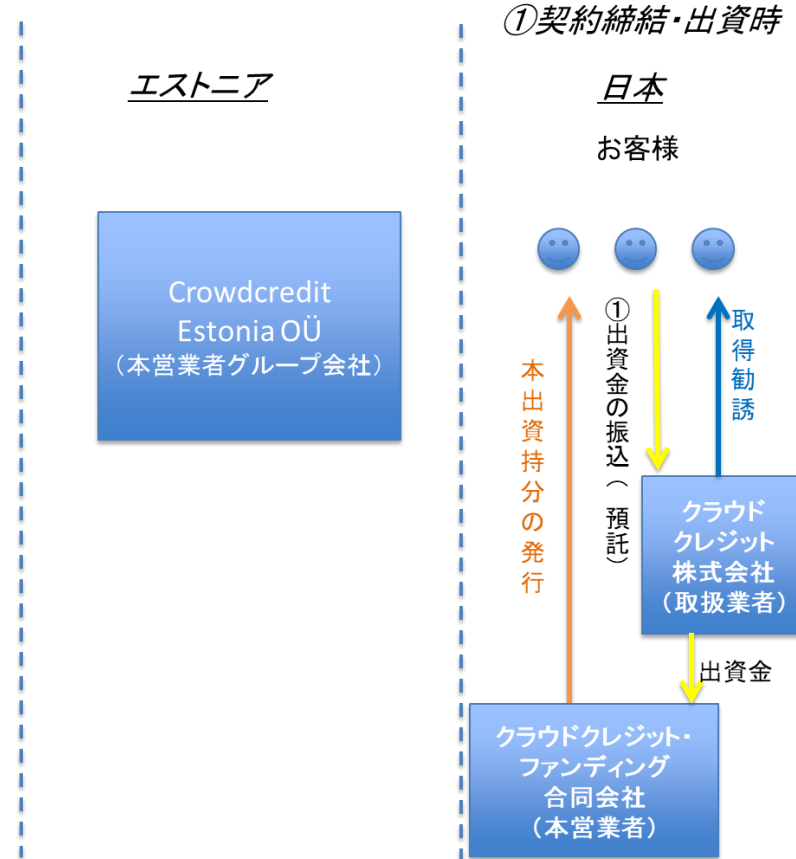 ①契約締結・出資時
エストニア
日本
お客様
Crowdcredit
Estonia OÜ
（本営業者グループ会社）
本出資持分の発行
①出資金の振込（預託）
取得勧誘
クラウド
クレジット
株式会社
（取扱業者）
出資金
クラウドクレジット・
ファンディング
合同会社
（本営業者）